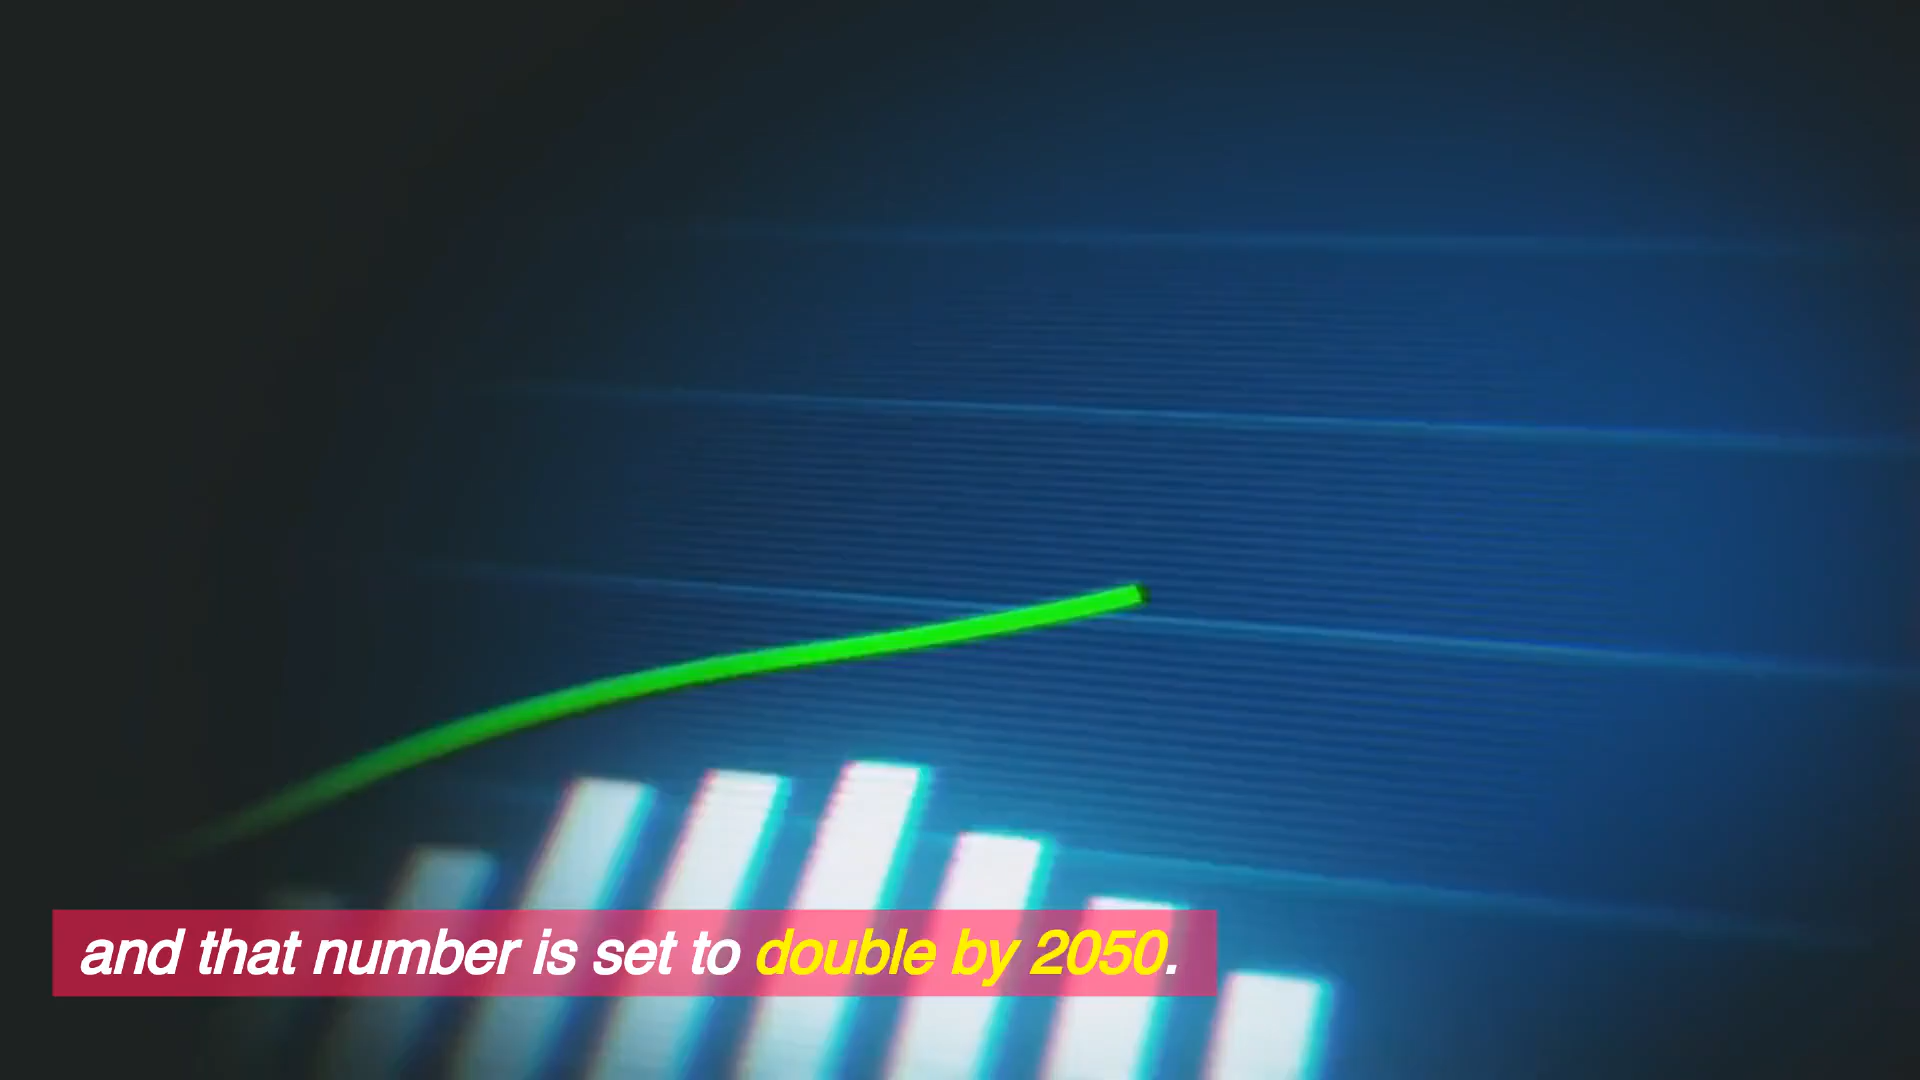 and that number is set to double by 2050.